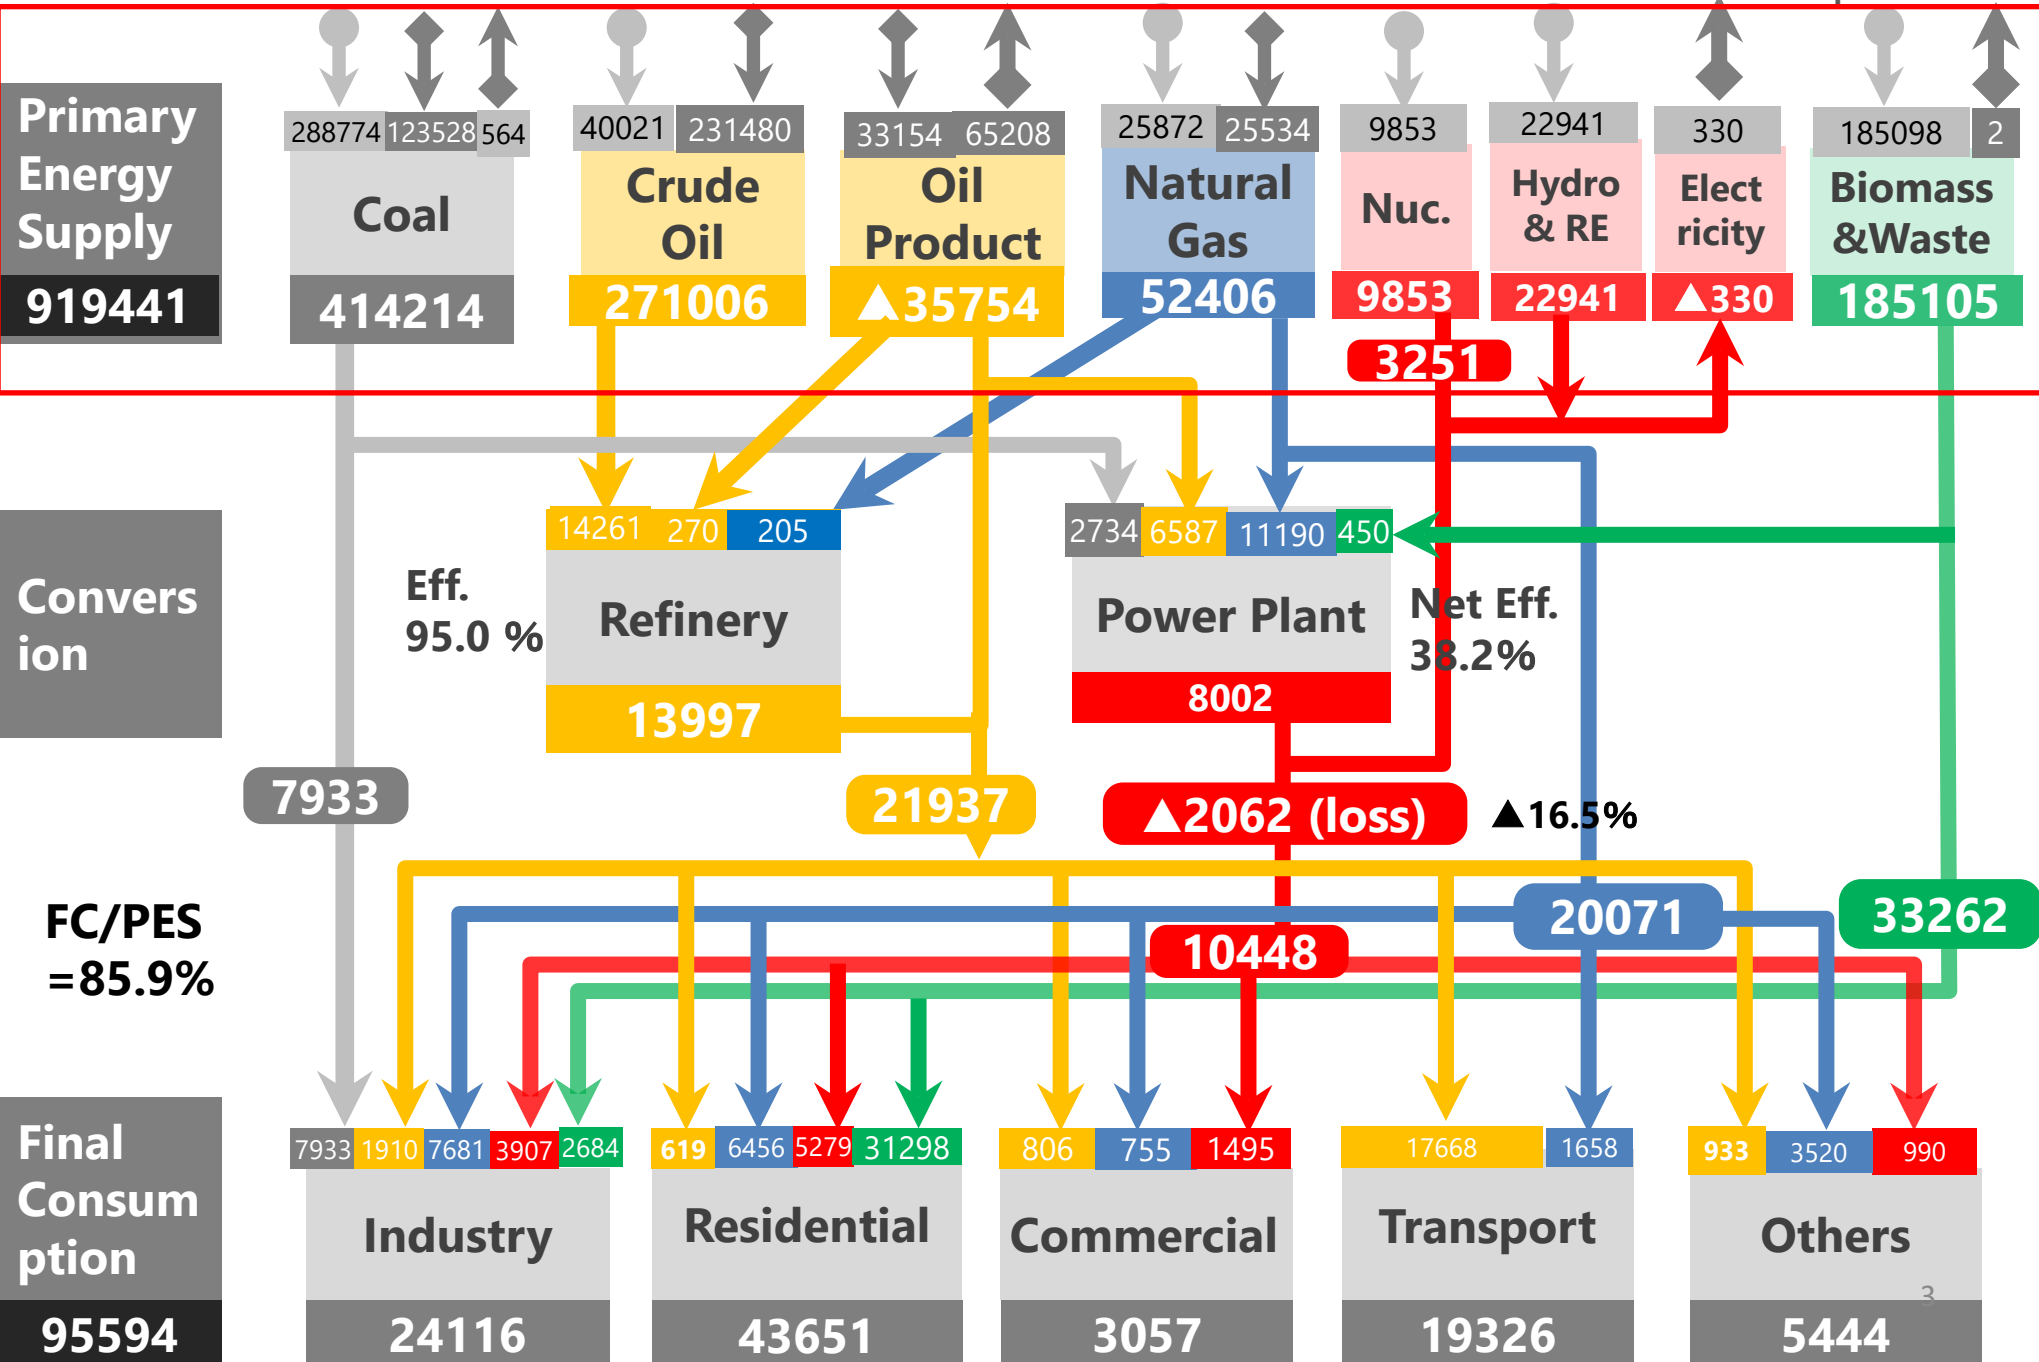 Primary
Energy
Supply
919441
288774 123528 564
Coal
414214
40021 231480
Crude
Oil
271006
33154 65208
Oil
Product
▲35754
25872 25534
Natural
Gas
52406
9853
Nuc.
9853
22941
Hydro
& RE
22941
330
Elect
ricity
▲330
185098 2
Biomass
&Waste
185105
3251
Convers
ion
Eff.
95.0 %
14261 270 205
Refinery
13997
2734 6587 11190 450
Power Plant
8002
Net Eff.
38.2%
7933
21937
▲2062 (loss)
▲16.5%
FC/PES
=85.9%
20071
33262
10448
Final
Consum
ption
95594
7933 1910 7681 3907 2684
Industry
24116
619 6456 5279 31298
Residential
43651
806 755 1495
Commercial
3057
17668 1658
Transport
19326
933 3520 990
Others
3
5444